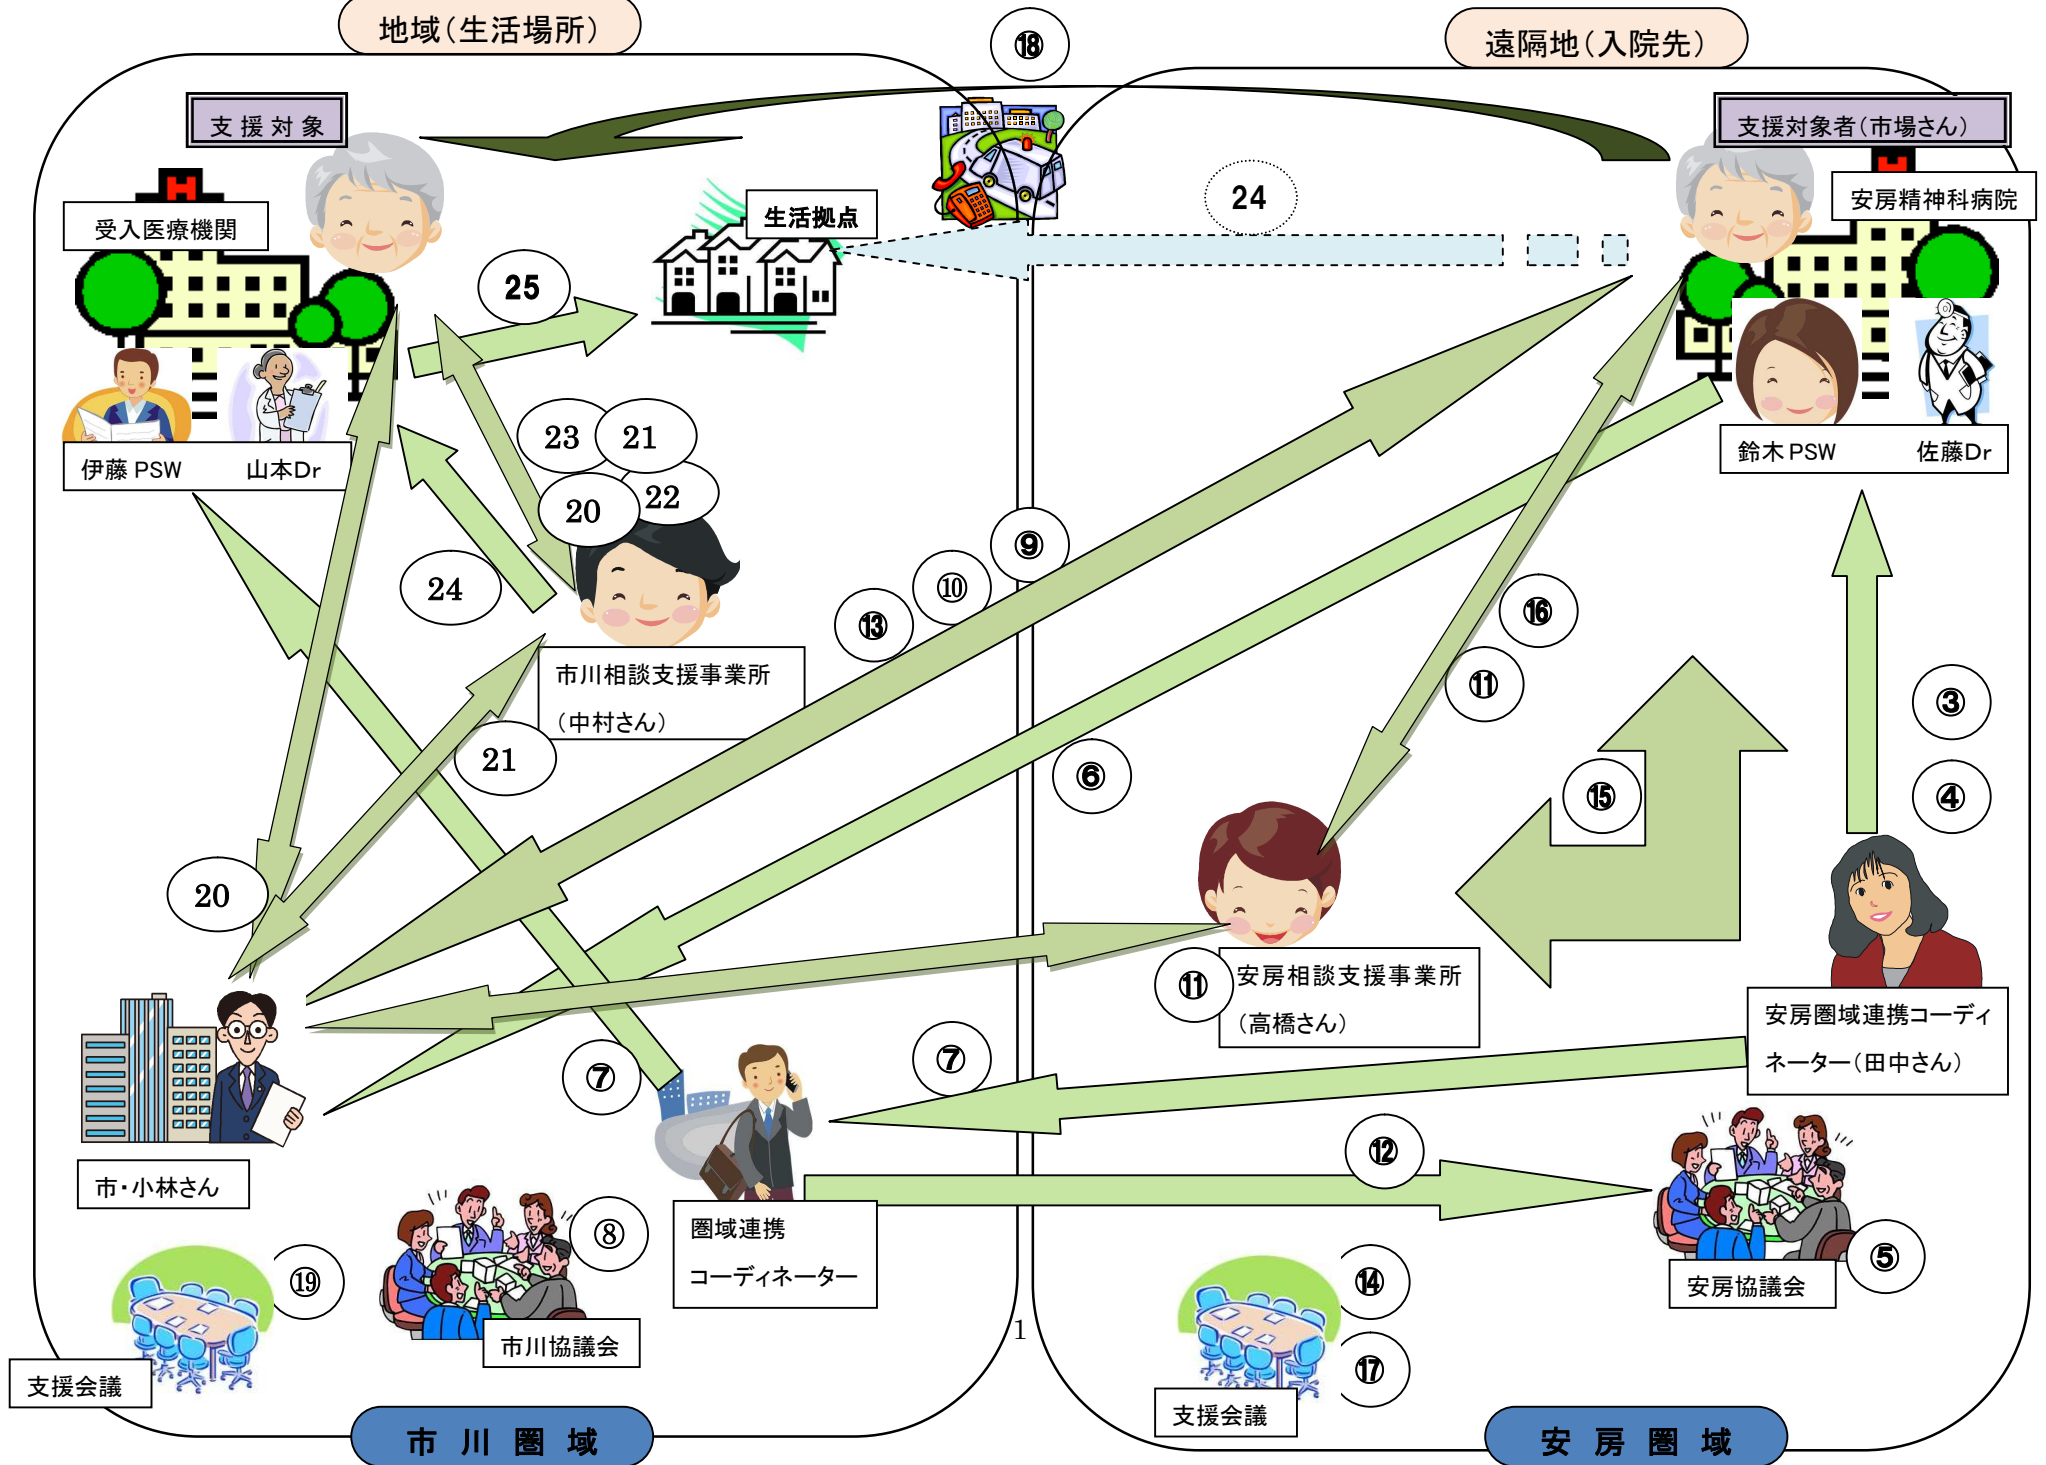 地域（生活場所）
⑱
遠隔地（入院先）
支援対象
支援対象者（市場さん）
受入医療機関
生活拠点
24
安房精神科病院
25
23
21
20
22
伊藤 PSW 山本Dr
鈴木 PSW 佐藤Dr
24
⑨
⑩
⑬
⑯
⑪
市川相談支援事業所
（中村さん）
21
⑥
⑮
③
④
20
⑪
安房相談支援事業所
（高橋さん）
安房圏域連携コーディ
ネーター（田中さん）
⑦
⑦
⑫
市・小林さん
⑧
圏域連携
コーディネーター
⑤
安房協議会
⑲
⑭
市川協議会
1
⑰
支援会議
支援会議
市川圏域
安房圏域